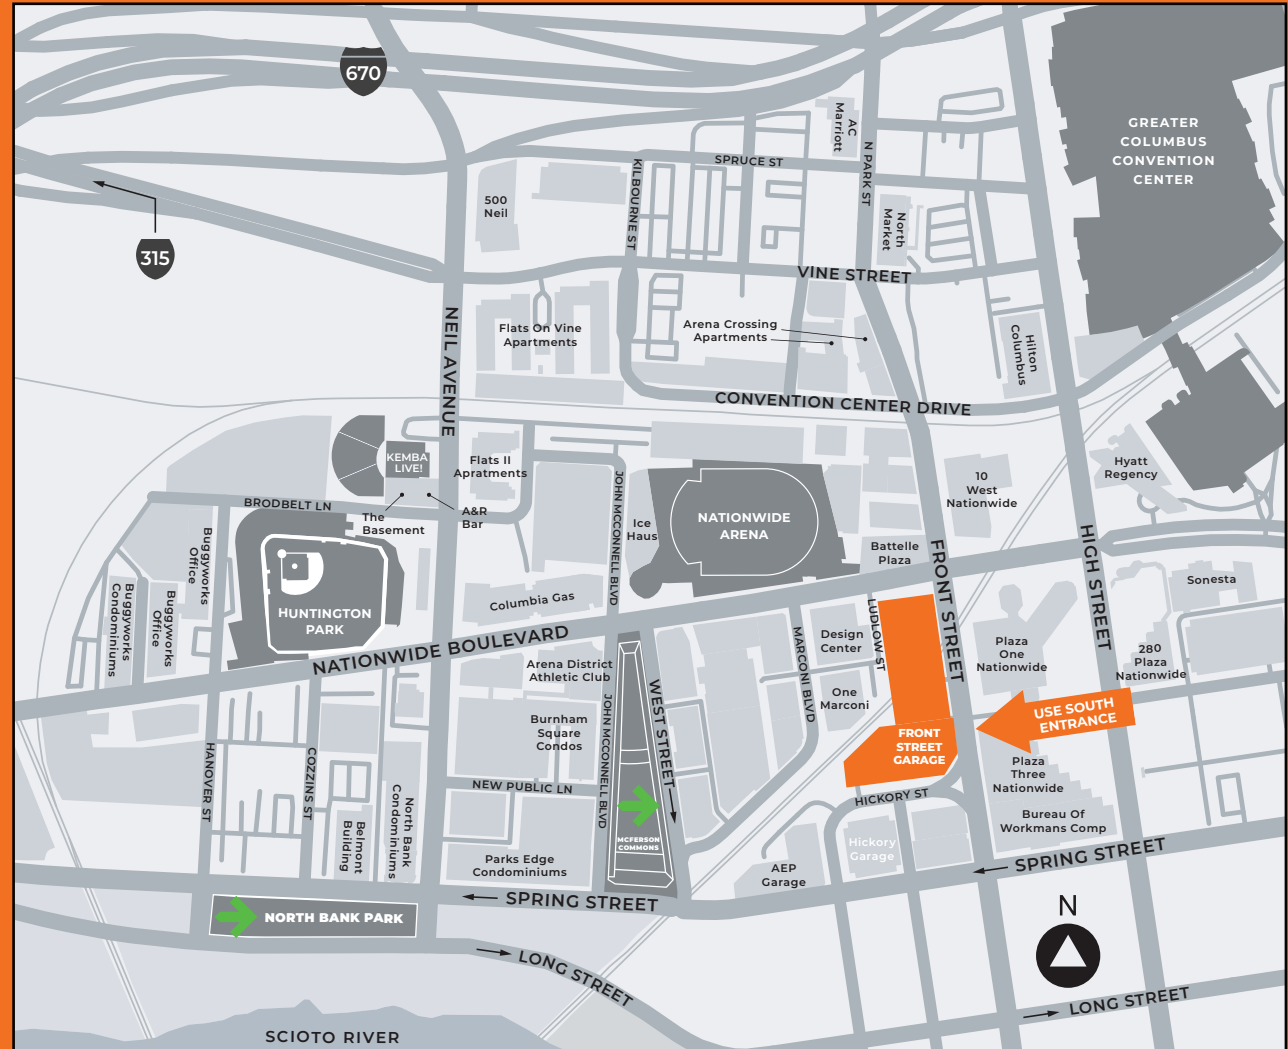 670
GREATER
COLUMBUS
CONVENTION
CENTER
AC
Marriott
N PARK ST
SPRUCE ST
KILBOURNE ST
500
Neil
North
Market
315
VINE STREET
NEIL AVENUE
Flats On Vine
Apartments
Arena Crossing
Apartments
Hilton
Columbus
CONVENTION CENTER DRIVE
KEMBA
LIVE!
Flats II
Apratments
Hyatt
Regency
10
West
Nationwide
BRODBELT LN
The
Basement
A&R
Bar
JOHN MCCONNELL BLVD
Ice
Haus
NATIONWIDE
ARENA
Battelle
Plaza
FRONT STREET
HIGH STREET
Buggyworks
Office
Buggyworks
Condominiums
Buggyworks
Office
HUNTINGTON
PARK
Columbia Gas
Sonesta
NATIONWIDE BOULEVARD
LUDLOW ST
Design
Center
MARCONI BLVD
Plaza
One
Nationwide
280
Plaza
Nationwide
Arena District
Athletic Club
WEST STREET
One
Marconi
JOHN MCCONNELL BLVD
Burnham
Square
Condos
USE SOUTH
ENTRANCE
FRONT
STREET
GARAGE
HANOVER ST
COZZINS ST
Plaza
Three
Nationwide
NEW PUBLIC LN
HICKORY ST
North Bank
Condominiums
Belmont
Building
MCFERSON
COMMONS
Bureau Of
Workmans Comp
Hickory
Garage
Parks Edge
Condominiums
AEP
Garage
SPRING STREET
SPRING STREET
NORTH BANK PARK
N
LONG STREET
LONG STREET
SCIOTO RIVER